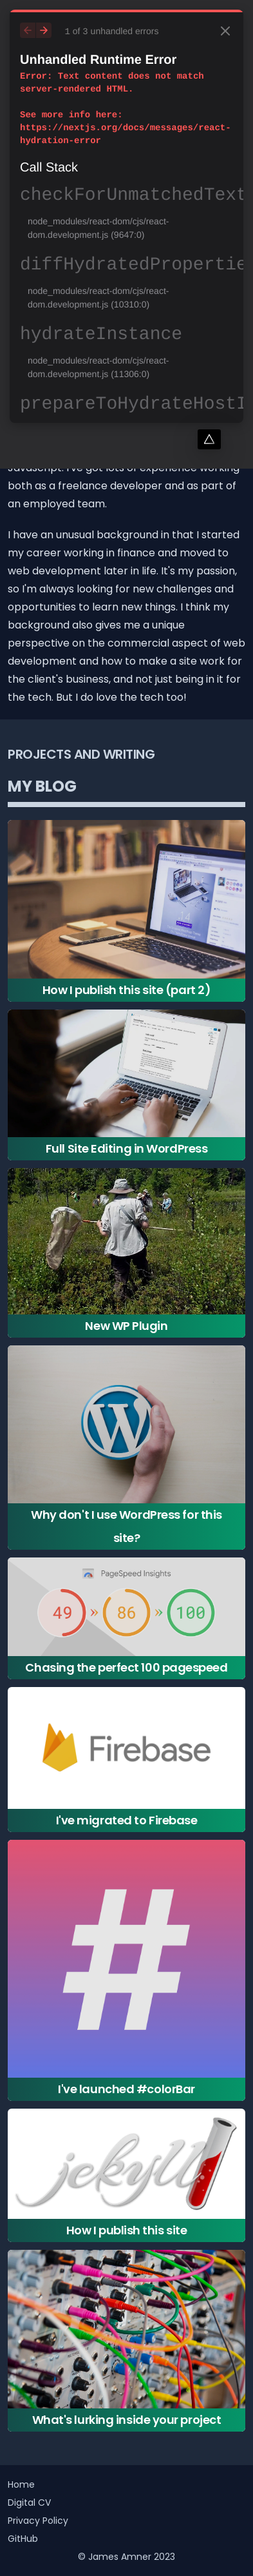 1 of 3 unhandled errors
Unhandled Runtime Error
Error: Text content does not match
server-rendered HTML.
See more info here:
https://nextjs.org/docs/messages/react-
hydration-error
Call Stack
checkForUnmatchedText
node_modules/react-dom/cjs/react-
dom.development.js (9647:0)
diffHydratedPropertie
node_modules/react-dom/cjs/react-
dom.development.js (10310:0)
hydrateInstance
node_modules/react-dom/cjs/react-
dom.development.js (11306:0)
prepareToHydrateHostI
Javascript. I've got lots of experience working
both as a freelance developer and as part of
an employed team.
I have an unusual background in that I started
my career working in finance and moved to
web development later in life. It's my passion,
so I'm always looking for new challenges and
opportunities to learn new things. I think my
background also gives me a unique
perspective on the commercial aspect of web
development and how to make a site work for
the client's business, and not just being in it for
the tech. But I do love the tech too!
PROJECTS AND WRITING
MY BLOG
How I publish this site (part 2)
Full Site Editing in WordPress
New WP Plugin
Why don't I use WordPress for this
site?
PageSpeed Insights
49 » 86 » 100
Chasing the perfect 100 pagespeed
Firebase
I've migrated to Firebase
#
I've launched #colorBar
jekyll
How I publish this site
What's lurking inside your project
Home
Digital CV
Privacy Policy
GitHub
© James Amner 2023